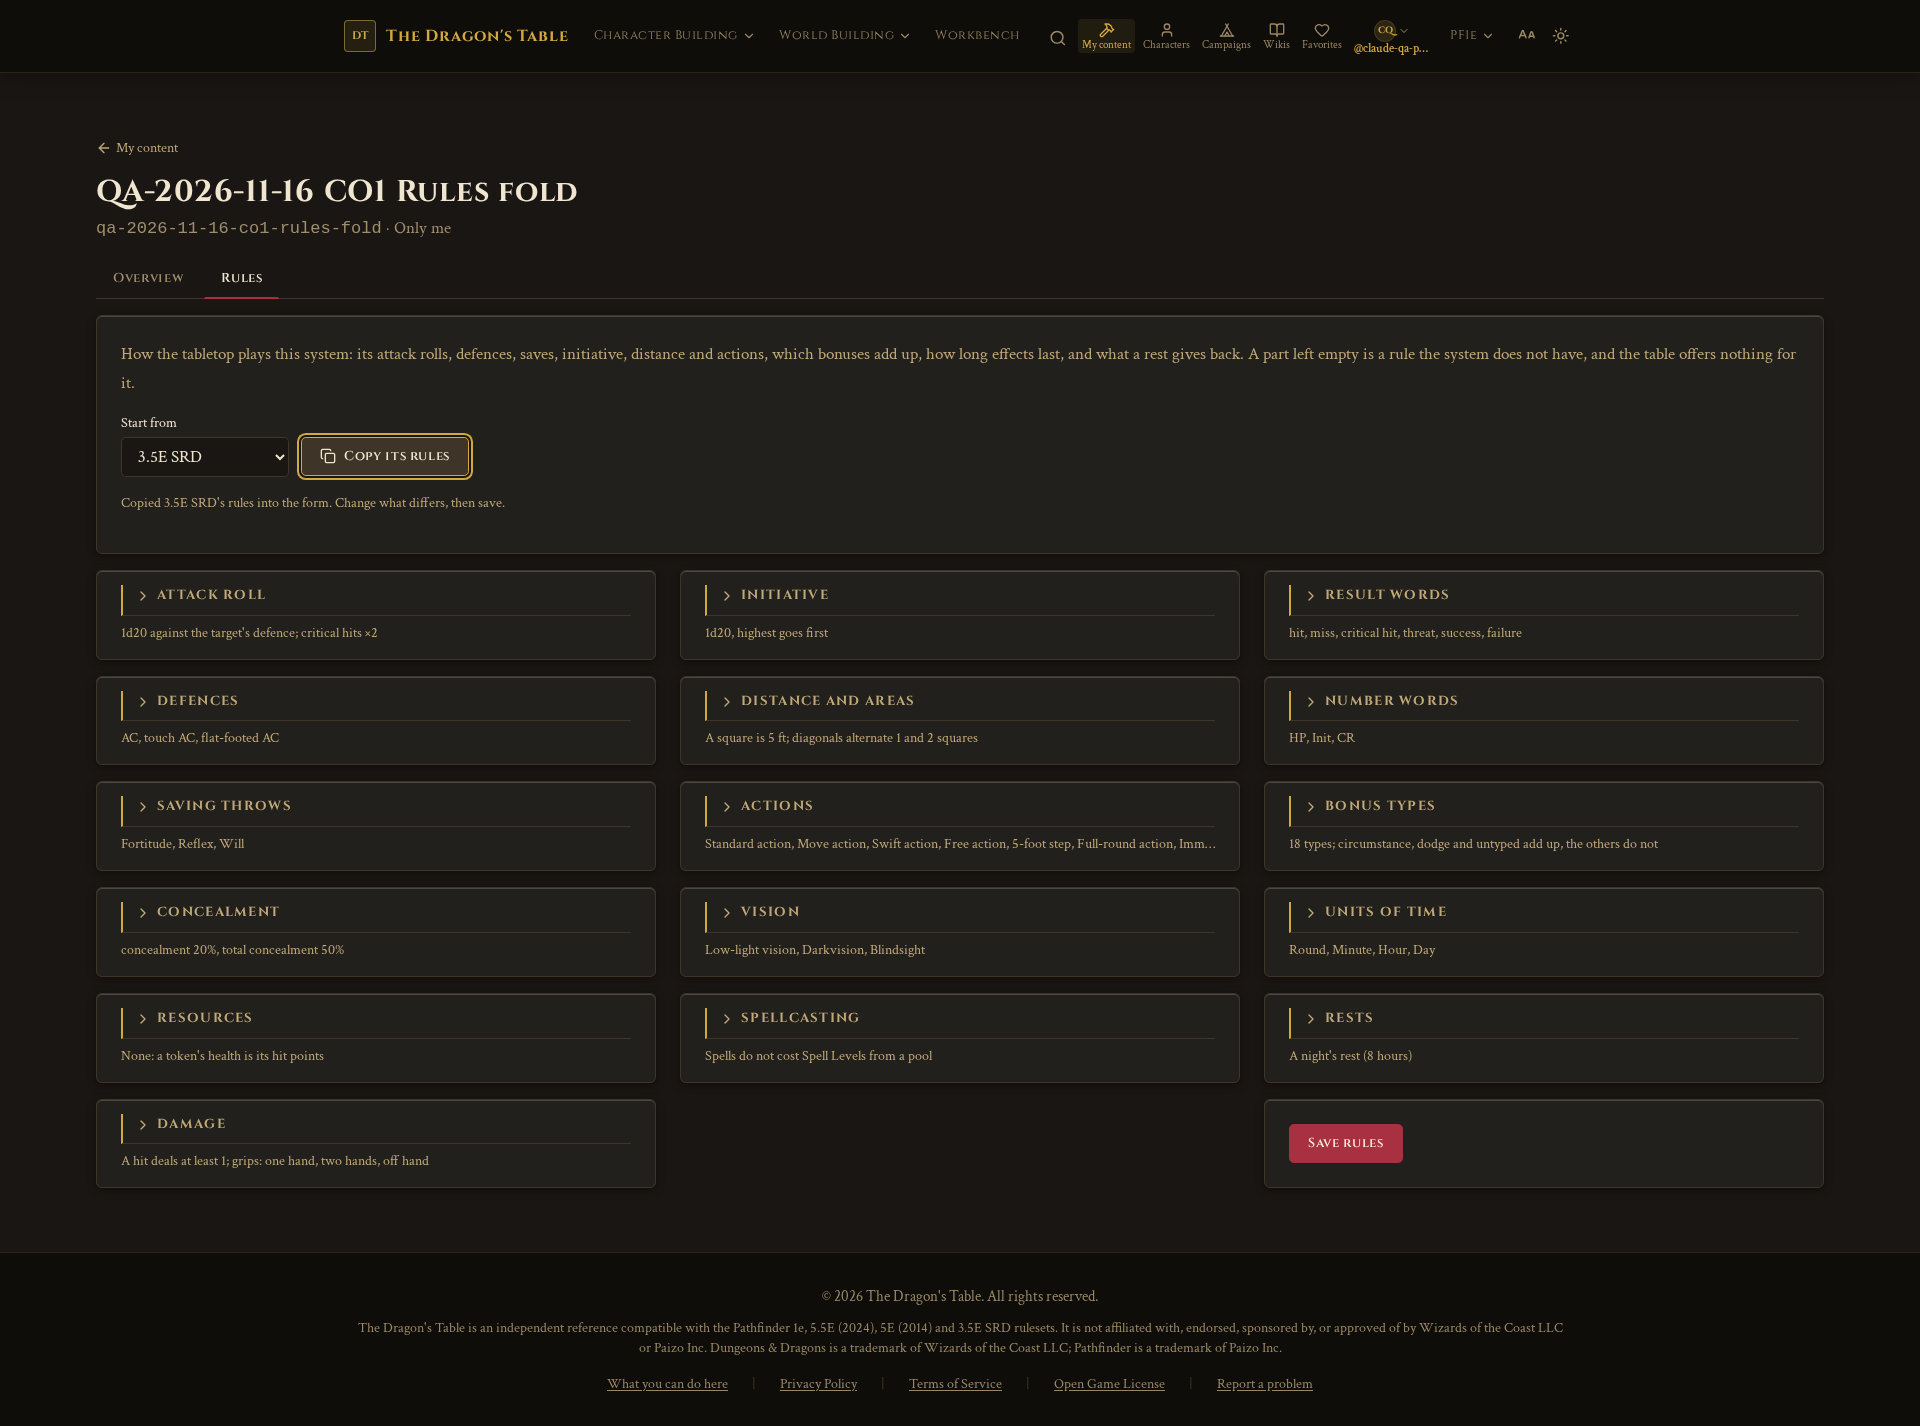 DT The Dragon's Table Character Building World Building Workbench My content Characters Campaigns Wikis Favorites CQ @claude-qa-p... PF1e AA
My content
QA-2026-11-16 CO1 Rules fold
qa-2026-11-16-co1-rules-fold · Only me
Overview Rules
How the tabletop plays this system: its attack rolls, defences, saves, initiative, distance and actions, which bonuses add up, how long effects last, and what a rest gives back. A part left empty is a rule the system does not have, and the table offers nothing for
it.
Start from
3.5E SRD Copy its rules
Copied 3.5E SRD's rules into the form. Change what differs, then save.
Attack roll
1d20 against the target's defence; critical hits ×2
Initiative
1d20, highest goes first
Result words
hit, miss, critical hit, threat, success, failure
Defences
AC, touch AC, flat-footed AC
Distance and areas
A square is 5 ft; diagonals alternate 1 and 2 squares
Number words
HP, Init, CR
Saving throws
Fortitude, Reflex, Will
Actions
Standard action, Move action, Swift action, Free action, 5-foot step, Full-round action, Imm...
Bonus types
18 types; circumstance, dodge and untyped add up, the others do not
Concealment
concealment 20%, total concealment 50%
Vision
Low-light vision, Darkvision, Blindsight
Units of time
Round, Minute, Hour, Day
Resources
None: a token's health is its hit points
Spellcasting
Spells do not cost Spell Levels from a pool
Rests
A night's rest (8 hours)
Damage
A hit deals at least 1; grips: one hand, two hands, off hand
Save rules
© 2026 The Dragon's Table. All rights reserved.
The Dragon's Table is an independent reference compatible with the Pathfinder 1e, 5.5E (2024), 5E (2014) and 3.5E SRD rulesets. It is not affiliated with, endorsed, sponsored by, or approved of by Wizards of the Coast LLC
or Paizo Inc. Dungeons & Dragons is a trademark of Wizards of the Coast LLC; Pathfinder is a trademark of Paizo Inc.
What you can do here | Privacy Policy | Terms of Service | Open Game License | Report a problem